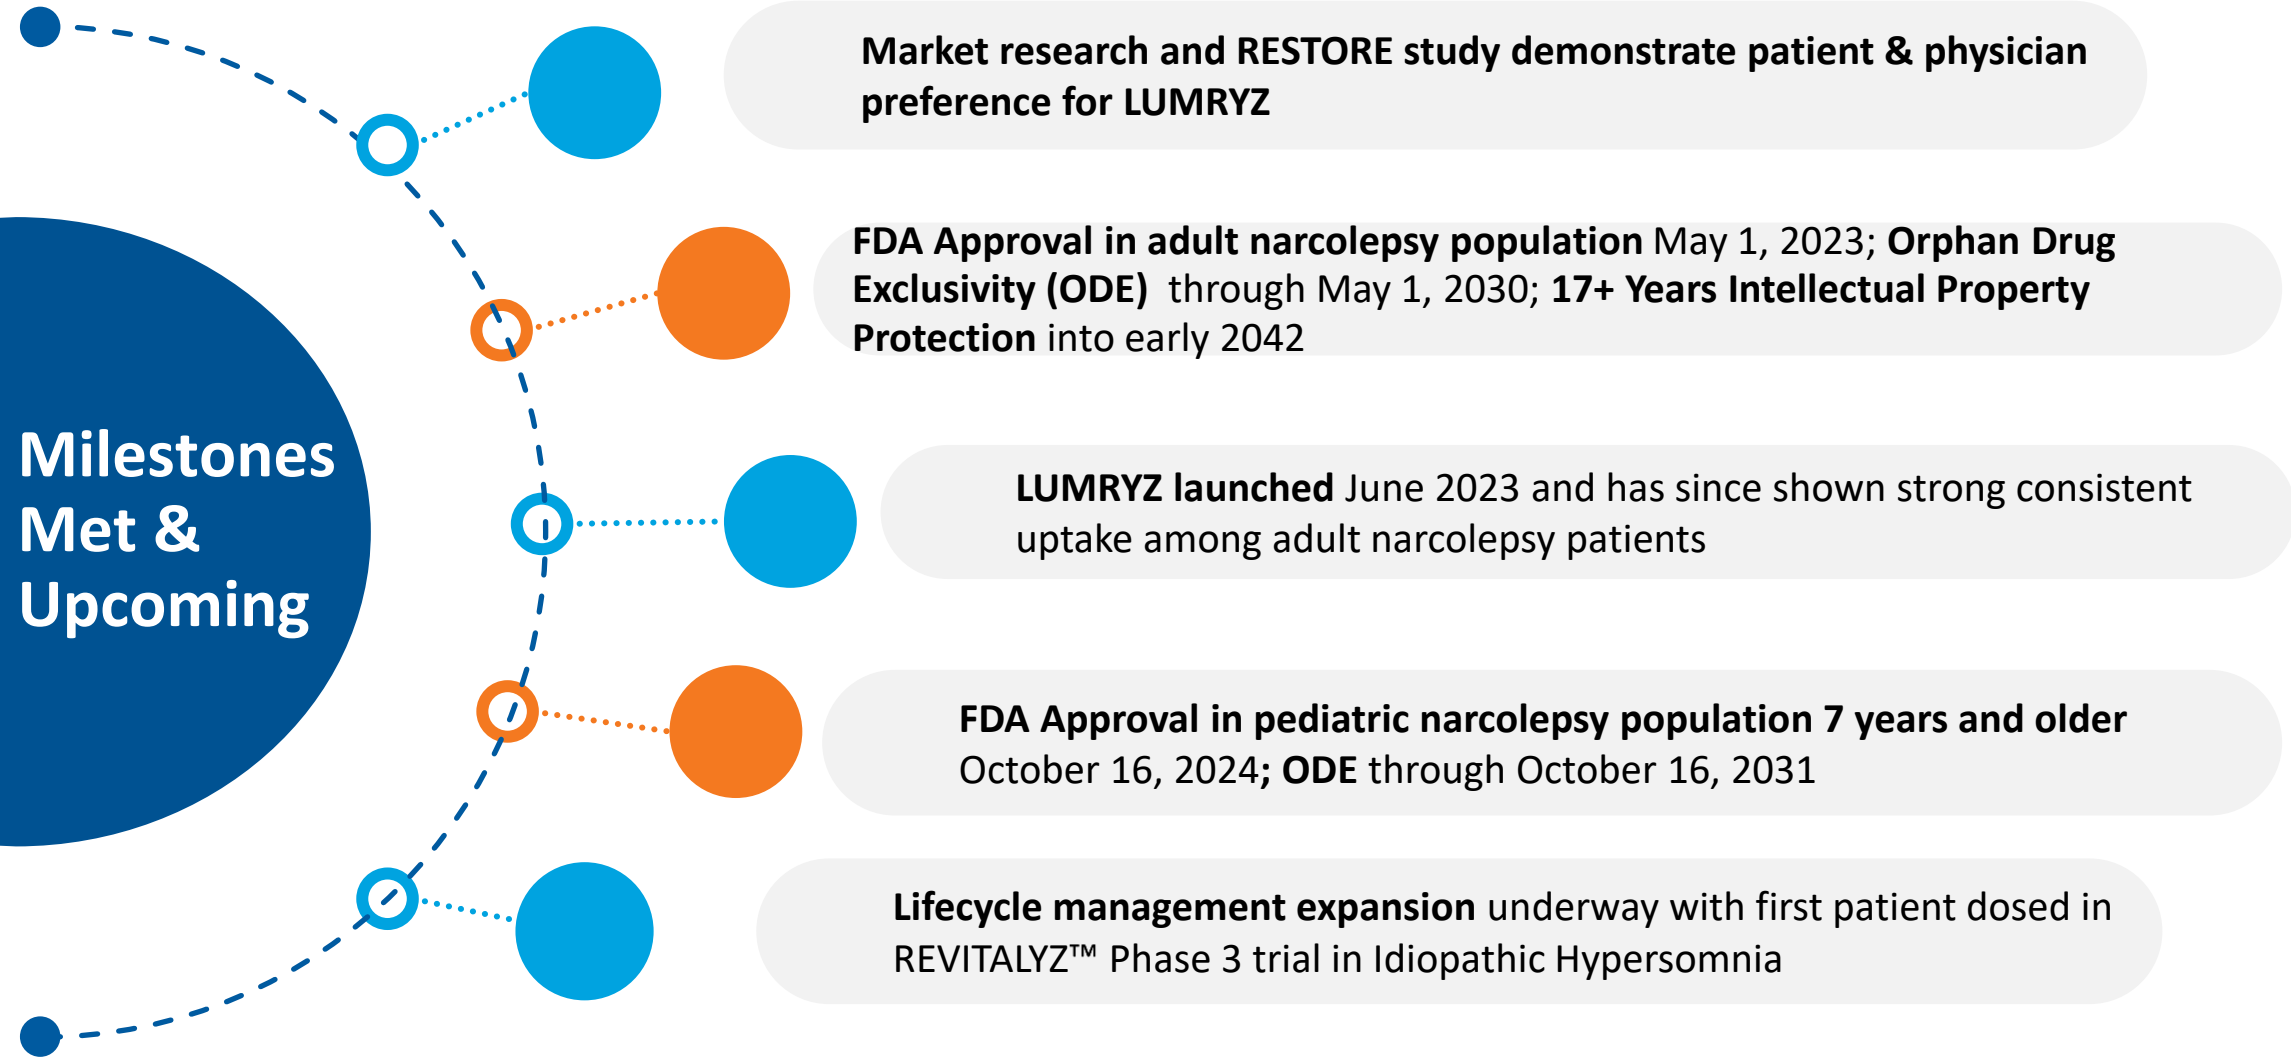 Market research and RESTORE study demonstrate patient & physician
preference for LUMRYZ
FDA Approval in adult narcolepsy population May 1, 2023; Orphan Drug
Exclusivity (ODE) through May 1, 2030; 17+ Years Intellectual Property
Protection into early 2042
Milestones
Met &
Upcoming
LUMRYZ launched June 2023 and has since shown strong consistent
uptake among adult narcolepsy patients
FDA Approval in pediatric narcolepsy population 7 years and older
October 16, 2024; ODE through October 16, 2031
Lifecycle management expansion underway with first patient dosed in
REVITALYZ™ Phase 3 trial in Idiopathic Hypersomnia